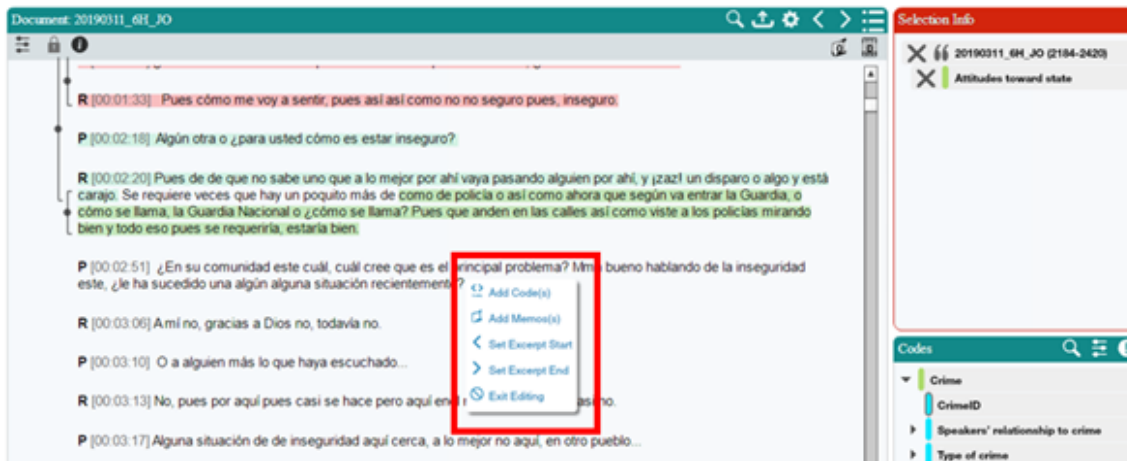 Document: 20190311_6H_JO
R [00:01:33] Pues cómo me voy a sentir, pues así así como no no seguro pues, inseguro.
P [00:02:18] Algún otra o ¿para usted cómo es estar inseguro?
R [00:02:20] Pues de de que no sabe uno que a lo mejor por ahí vaya pasando alguien por ahí, y ¡zaz! un disparo o algo y está
carajo. Se requiere veces que hay un poquito más de como de policía o así como ahora que según va entrar la Guardia, o
cómo se llama, la Guardia Nacional o ¿cómo se llama? Pues que anden en las calles así como viste a los policías mirando
bien y todo eso pues se requeriría, estaría bien.
P [00:02:51] ¿En su comunidad este cuál, cuál cree que es el principal problema? Mmm bueno hablando de la inseguridad
este, ¿le ha sucedido una algún alguna situación recientemente?
R [00:03:06] A mí no, gracias a Dios no, todavía no.
P [00:03:10] O a alguien más lo que haya escuchado...
R [00:03:13] No, pues por aquí pues casi se hace pero aquí en
P [00:03:17] Alguna situación de de inseguridad aquí cerca, a lo mejor no aquí, en otro pueblo...
Add Code(s)
Add Memos(s)
Set Excerpt Start
Set Excerpt End
Exit Editing
Selection Info
20190311_6H_JO (2184-2420)
Attitudes toward state
Codes
Crime
CrimeID
Speakers' relationship to crime
Type of crime